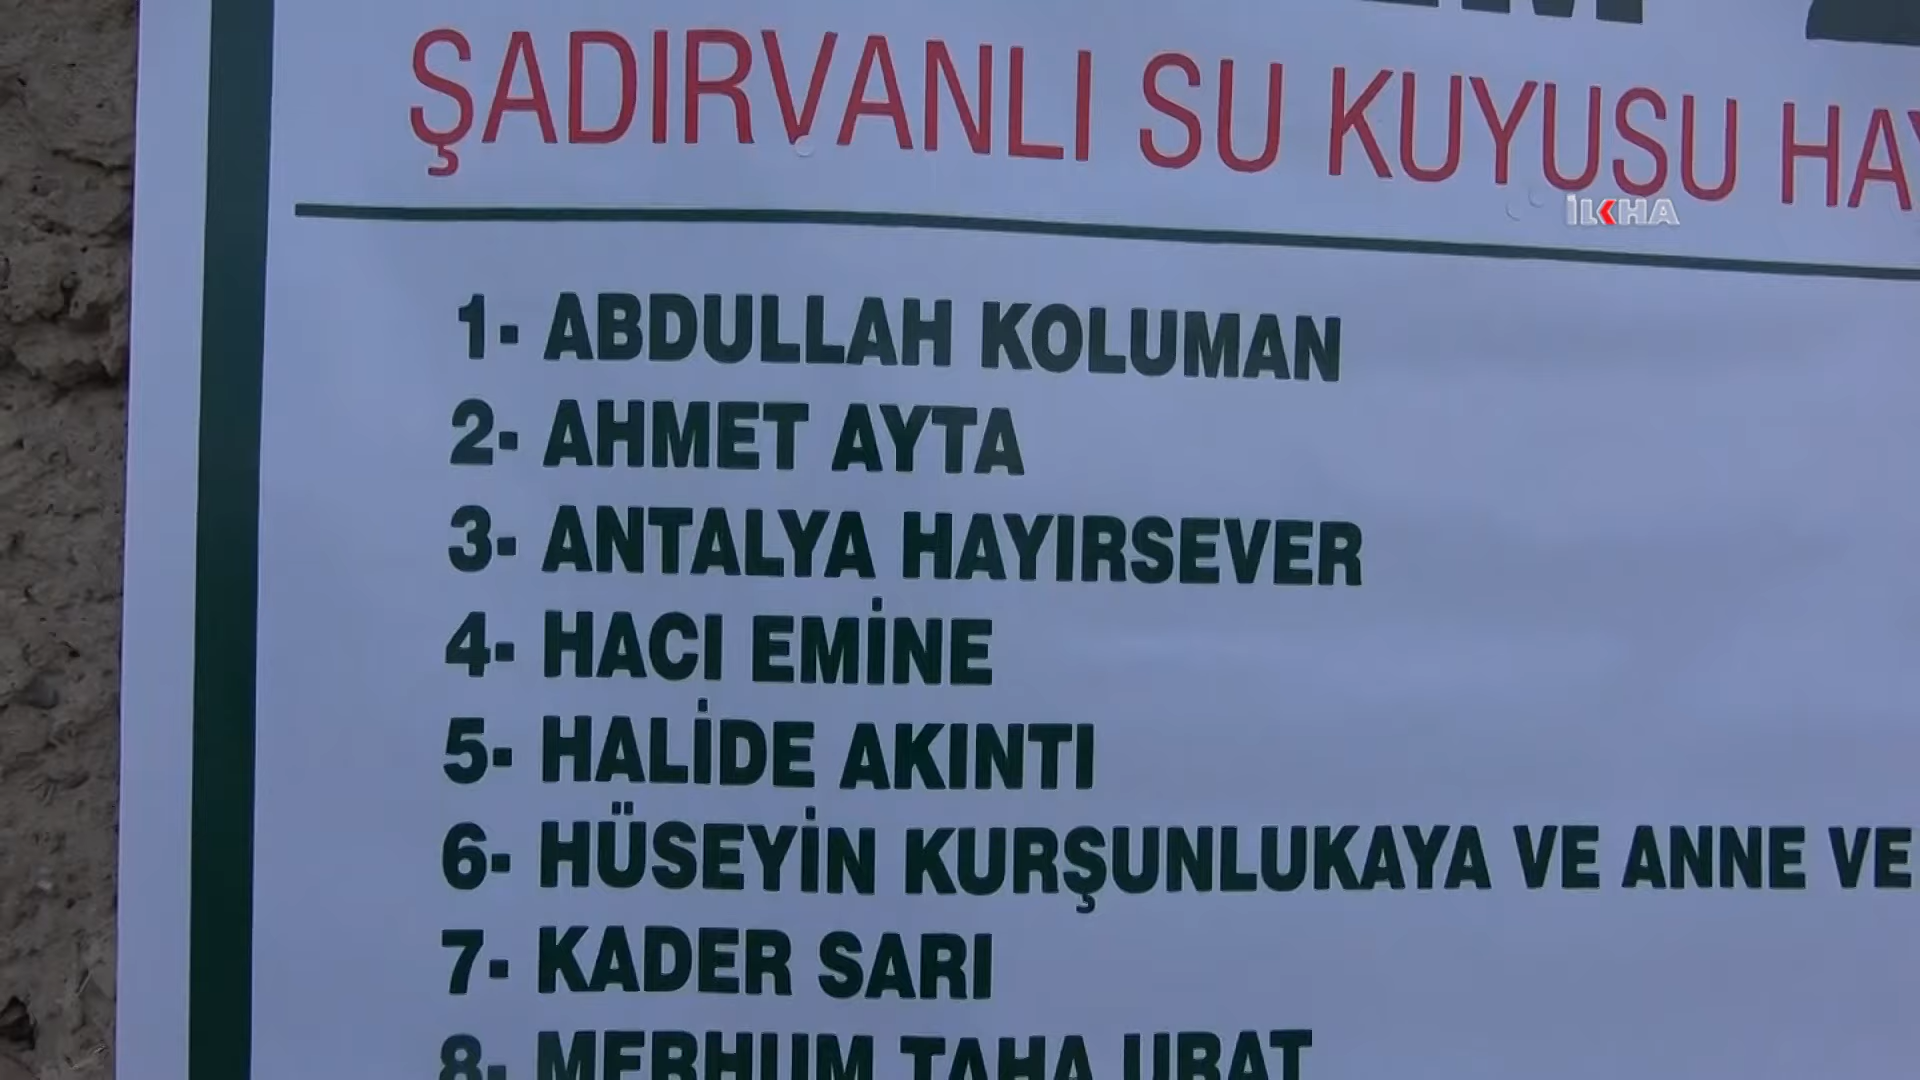 ŞADIRVANLI SU KUYUSU HAY
İLKHA
1- ABDULLAH KOLUMAN
2- AHMET AYTA
3- ANTALYA HAYIRSEVER
4- HACI EMİNE
5- HALİDE AKINTI
6- HÜSEYİN KURŞUNLUKAYA VE ANNE VE
7- KADER SARI
8- MERHUM TAHA URAT